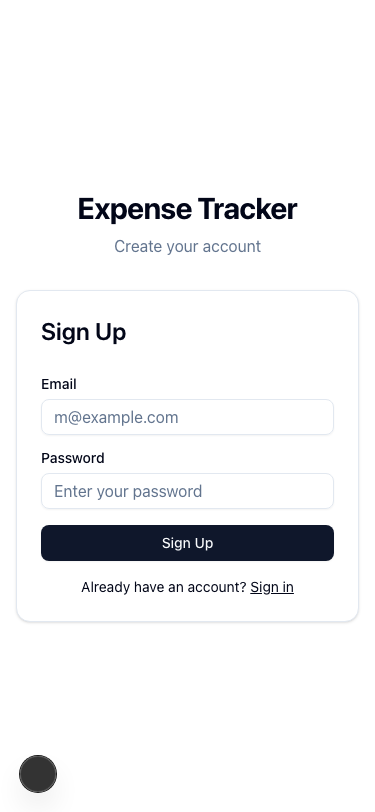 Expense Tracker
Create your account
Sign Up
Email
m@example.com
Password
Enter your password
Sign Up
Already have an account? Sign in